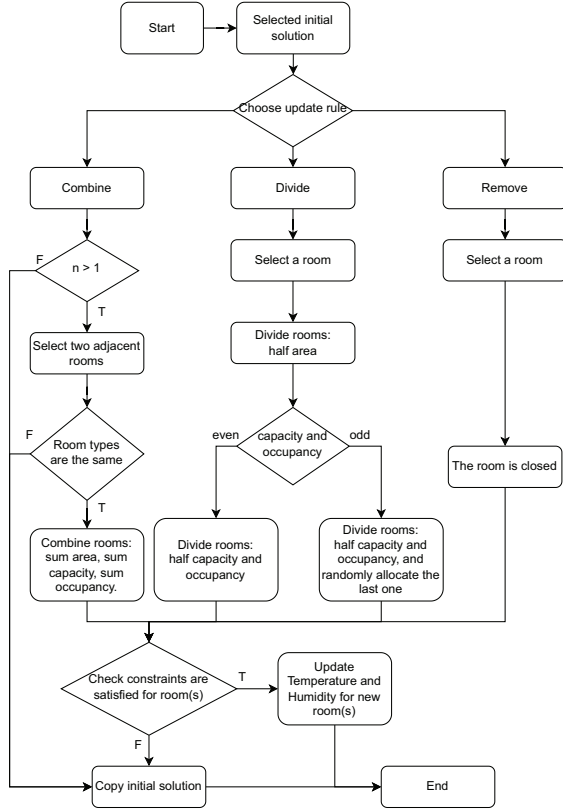 Start
Selected initial
solution
Choose update rule
Combine
Divide
Remove
F
n > 1
T
Select a room
Select a room
Select two adjacent
rooms
Divide rooms:
half area
F
Room types
are the same
T
even
capacity and
occupancy
odd
The room is closed
Combine rooms:
sum area, sum
capacity, sum
occupancy.
Divide rooms:
half capacity and
occupancy
Divide rooms:
half capacity and
occupancy, and
randomly allocate the
last one
Check constraints are
satisfied for room(s)
T
F
Update
Temperature and
Humidity for new
room(s)
Copy initial solution
End